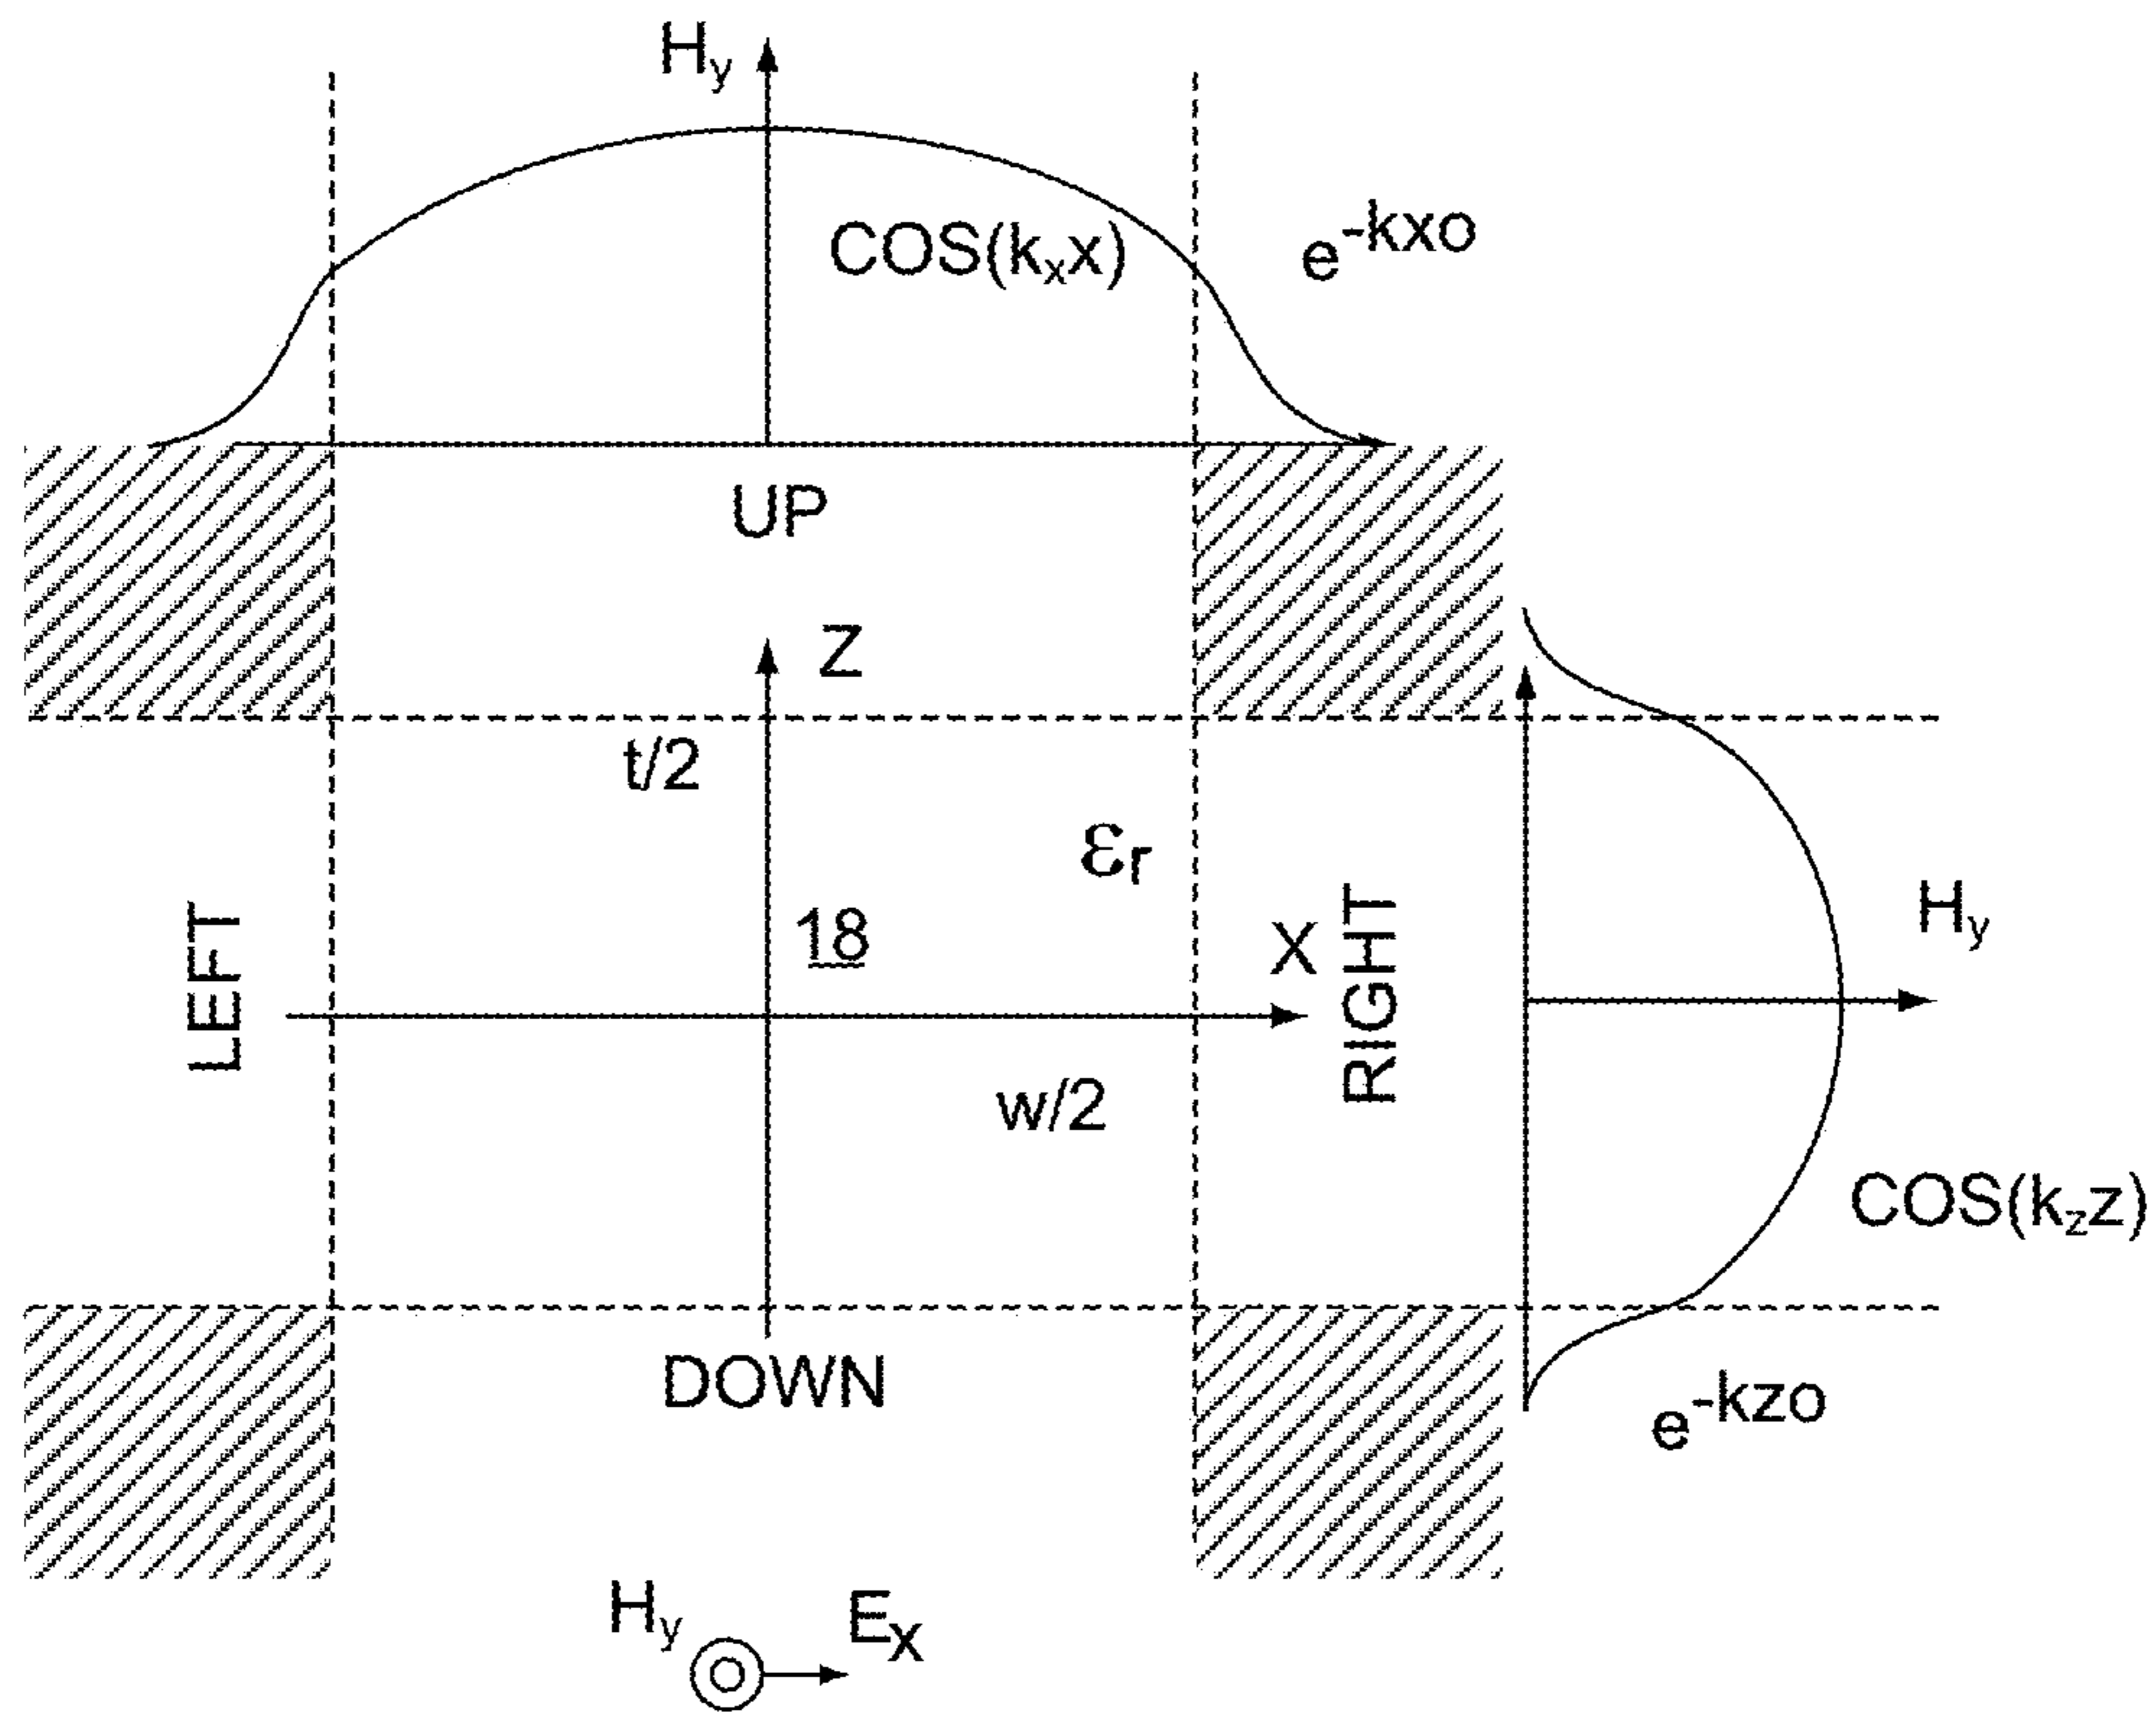 Hy
COS(kxx)
e-kxo
UP
Z
t/2
εr
LEFT
18
X
RIGHT
Hy
w/2
COS(kzz)
DOWN
e-kzo
Hy
Ex